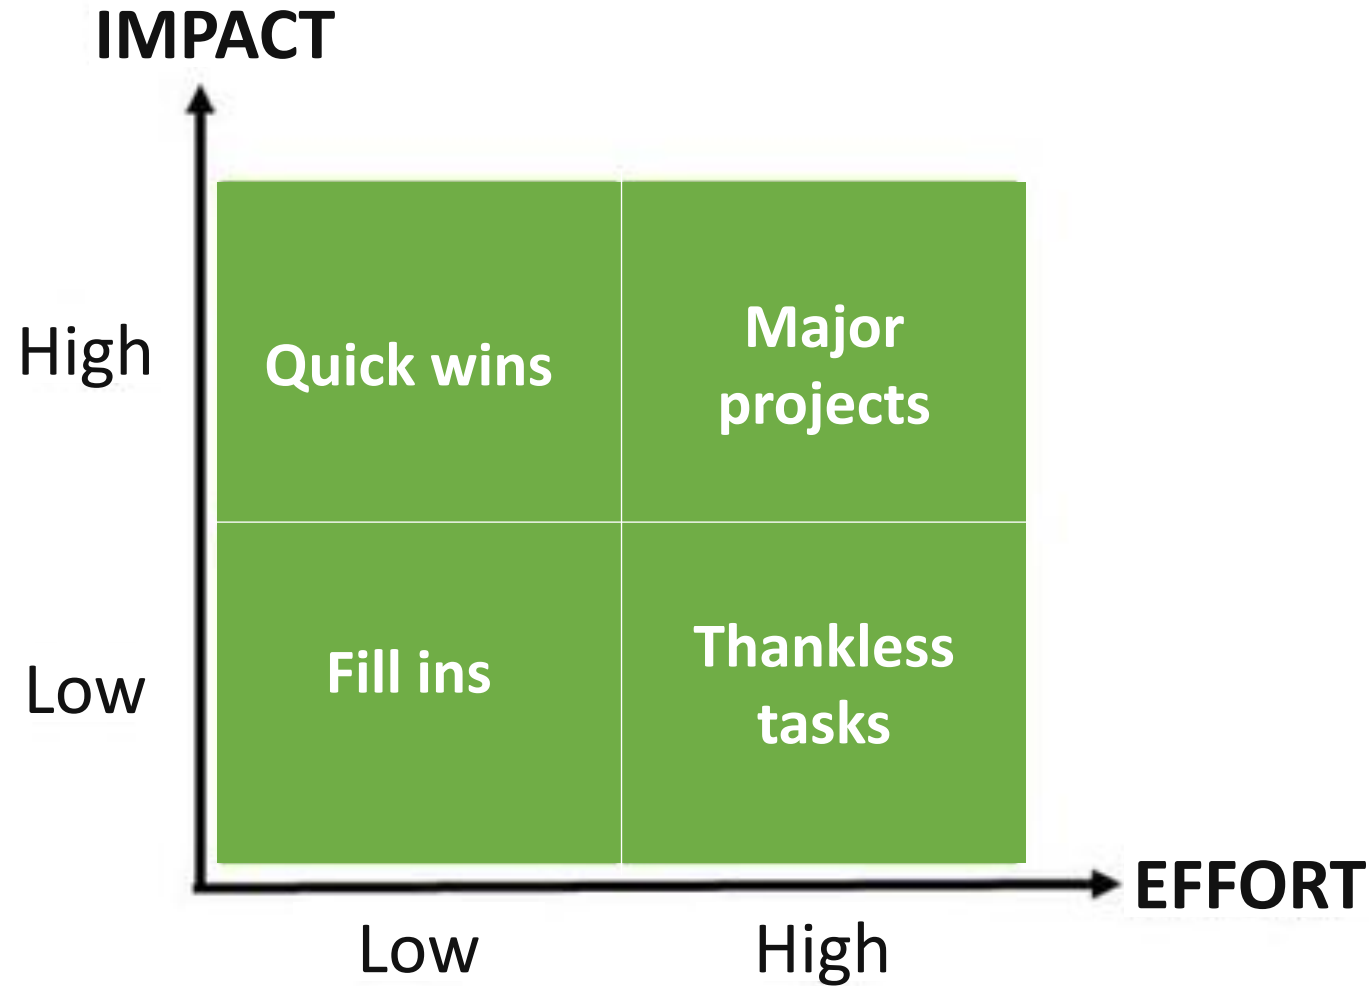 IMPACT
High
Quick wins
Major
projects
Low
Fill ins
Thankless
tasks
EFFORT
Low
High